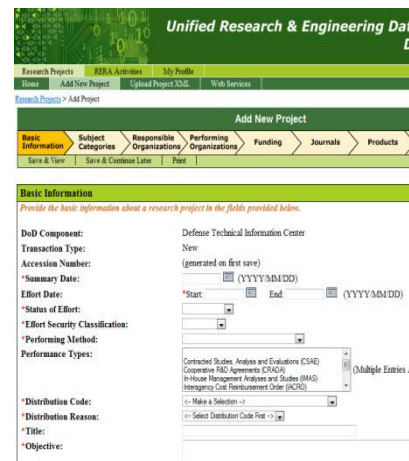 Unified Research & Engineering Dat
D
Research Projects RERA Activities My Profile
Home Add New Project Upload Project XML Web Services
Research Projects > Add Project
Add New Project
Basic Information Subject Categories Responsible Organizations Performing Organizations Funding Journals Products
Save & View Save & Continue Later Print
Basic Information
Provide the basic information about a research project in the fields provided below.
DoD Component: Defense Technical Information Center
Transaction Type: New
Accession Number: (generated on first save)
*Summary Date: (YYYY/MM/DD)
Effort Date: *Start: End: (YYYY/MM/DD)
*Status of Effort:
*Effort Security Classification:
*Performing Method:
Performance Types:
Contracted Studies, Analysis and Evaluations (CSAE)
Cooperative R&D Agreements (CRADA) (Multiple Entries
In-House Management Analyses and Studies (IMAS)
Interagency Cost Reimbursement Order (IACRO)
*Distribution Code: <-- Make a Selection -->
*Distribution Reason: <-- Select Distribution Code First -->
*Title:
*Objective: